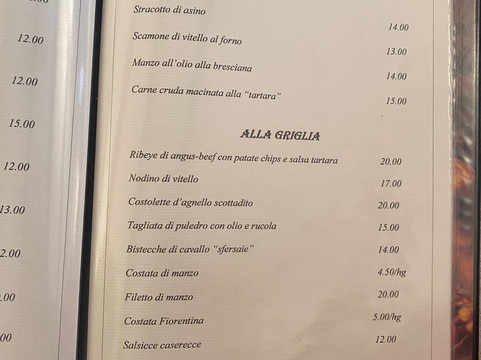 12.00
12.00
15.00
12.00
13.00
2.00
.00
00
Stracotto di asino 14.00
Scamone di vitello al forno 13.00
Manzo all'olio alla bresciana 14.00
Carne cruda macinata alla "tartara" 15.00
ALLA GRIGLIA
Ribeye di angus-beef con patate chips e salsa tartara 20.00
Nodino di vitello 17.00
Costolette d'agnello scottadito 20.00
Tagliata di puledro con olio e rucola 15.00
Bistecche di cavallo "sfersaie" 14.00
Costata di manzo 4.50/hg
Filetto di manzo 20.00
Costata Fiorentina 5.00/hg
Salsicce caserecce 12.00